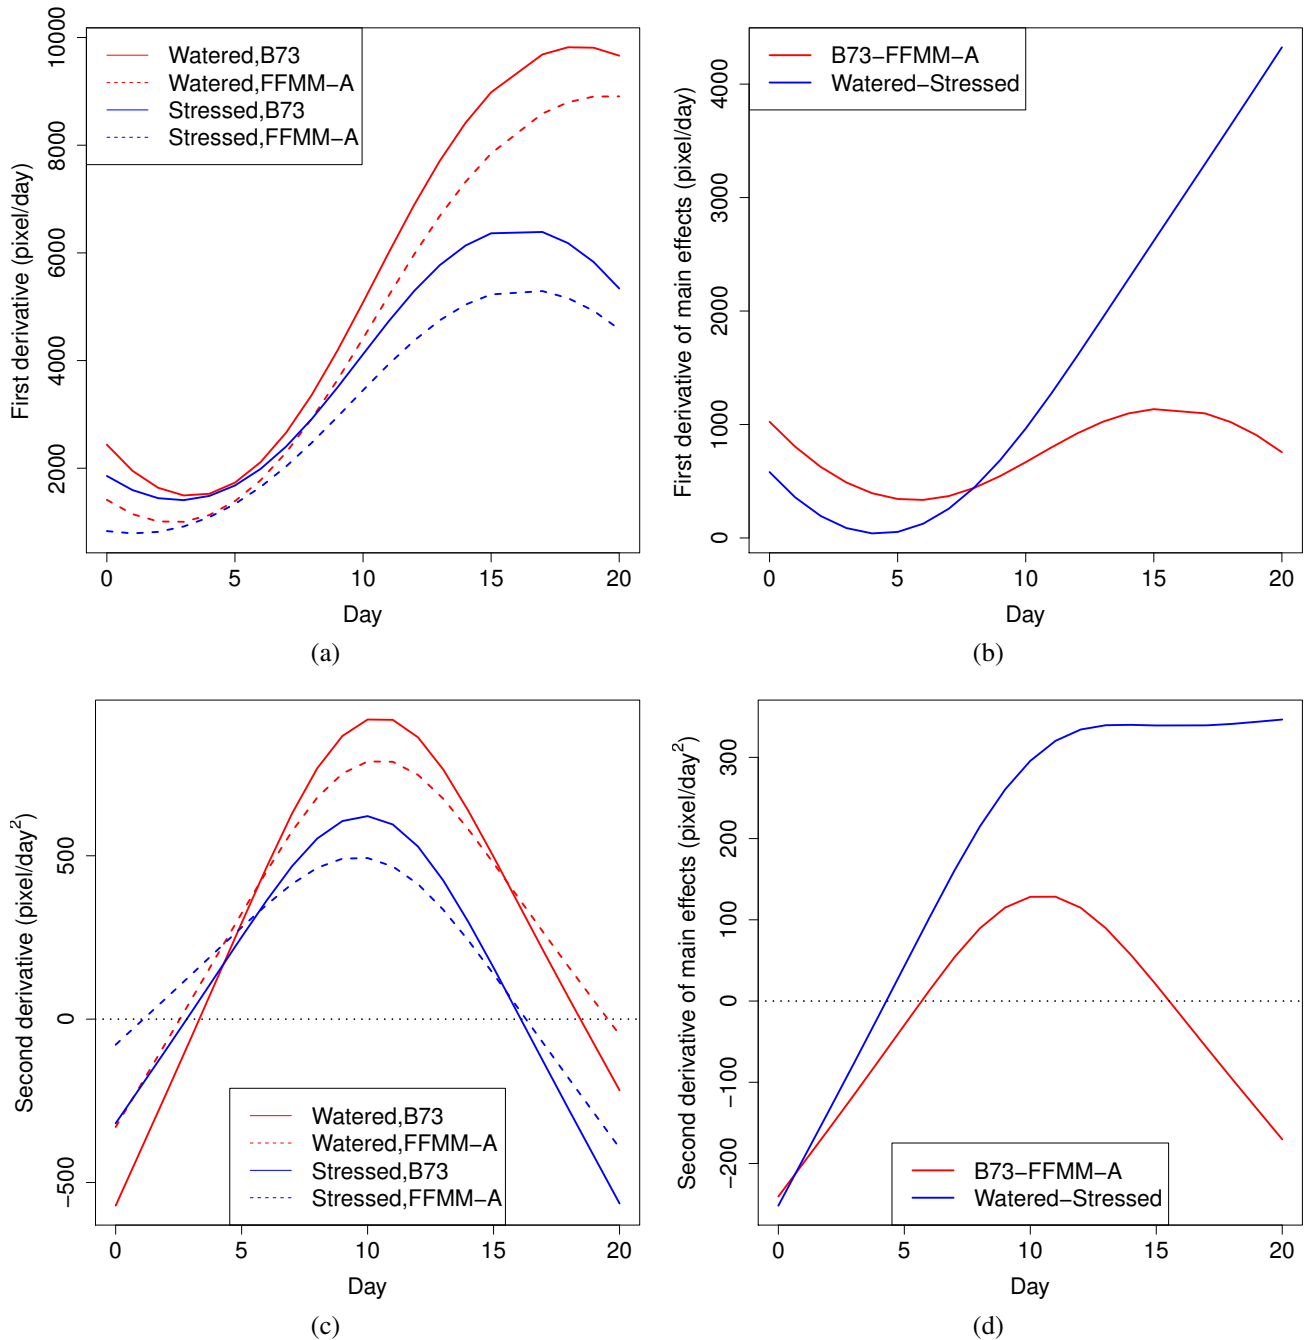 Watered,B73
Watered,FFMM−A
Stressed,B73
Stressed,FFMM−A
First derivative (pixel/day)
2000
4000
6000
8000
10000
0 5 10 15 20
Day
(a)
B73−FFMM−A
Watered−Stressed
First derivative of main effects (pixel/day)
0
1000
2000
3000
4000
0 5 10 15 20
Day
(b)
Second derivative (pixel/day²)
−500
0
500
Watered,B73
Watered,FFMM−A
Stressed,B73
Stressed,FFMM−A
0 5 10 15 20
Day
(c)
Second derivative of main effects (pixel/day²)
−200
−100
0
100
200
300
B73−FFMM−A
Watered−Stressed
0 5 10 15 20
Day
(d)